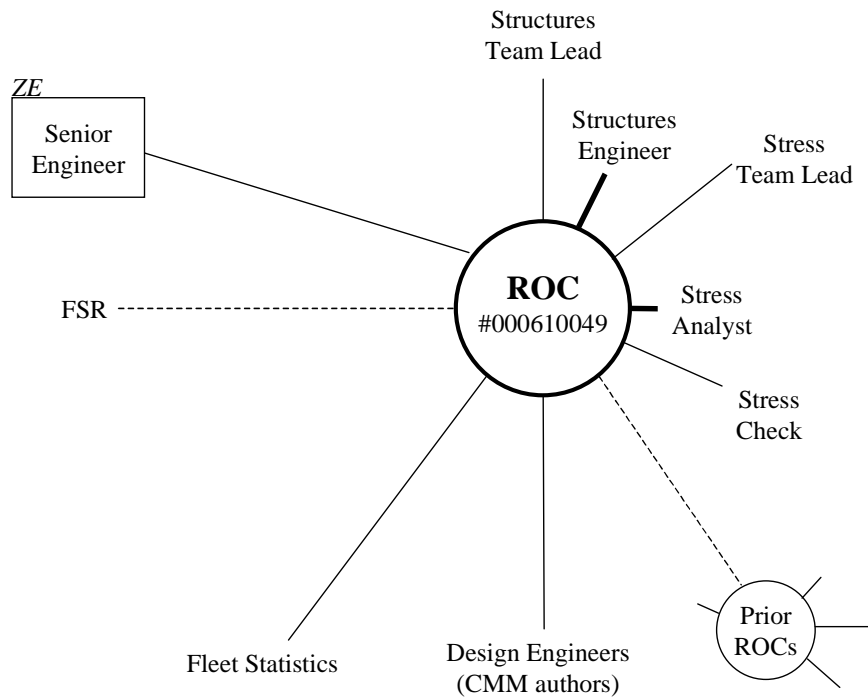 Structures
Team Lead
ZE
Senior
Engineer
Structures
Engineer
Stress
Team Lead
ROC
#000610049
FSR
Stress
Analyst
Stress
Check
Prior
ROCs
Fleet Statistics
Design Engineers
(CMM authors)